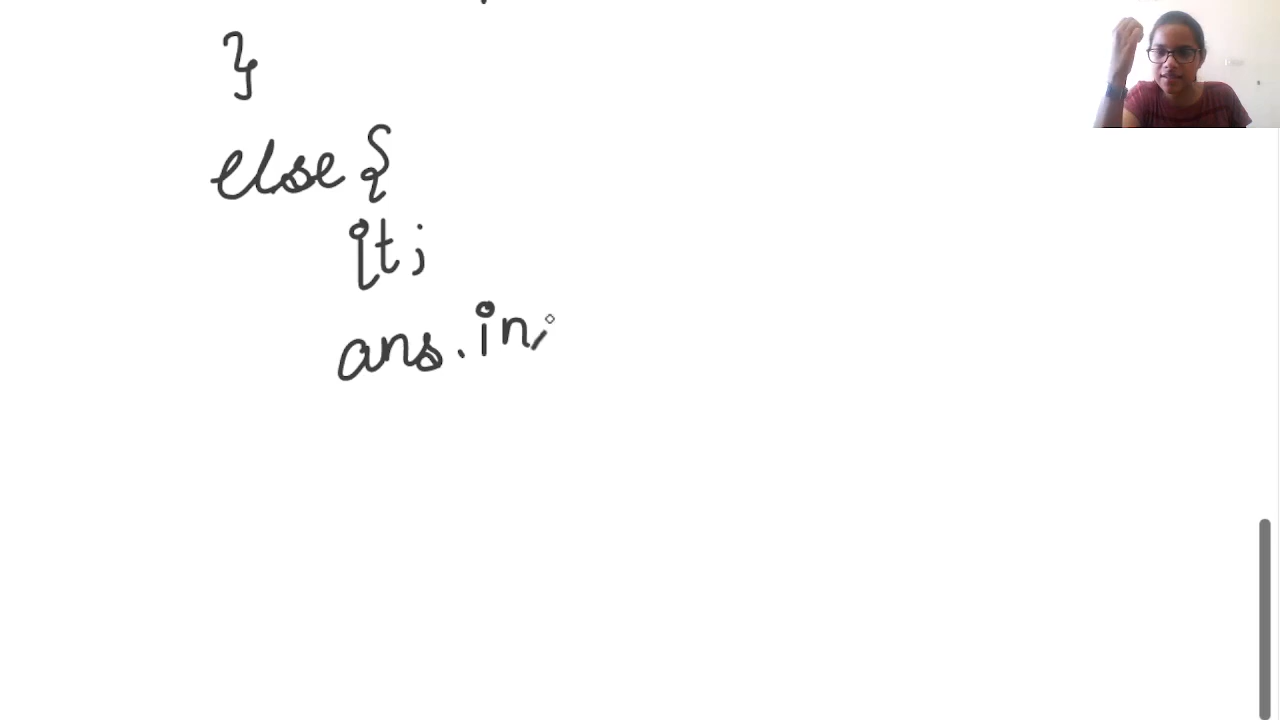 }
else {
it;
ans.in